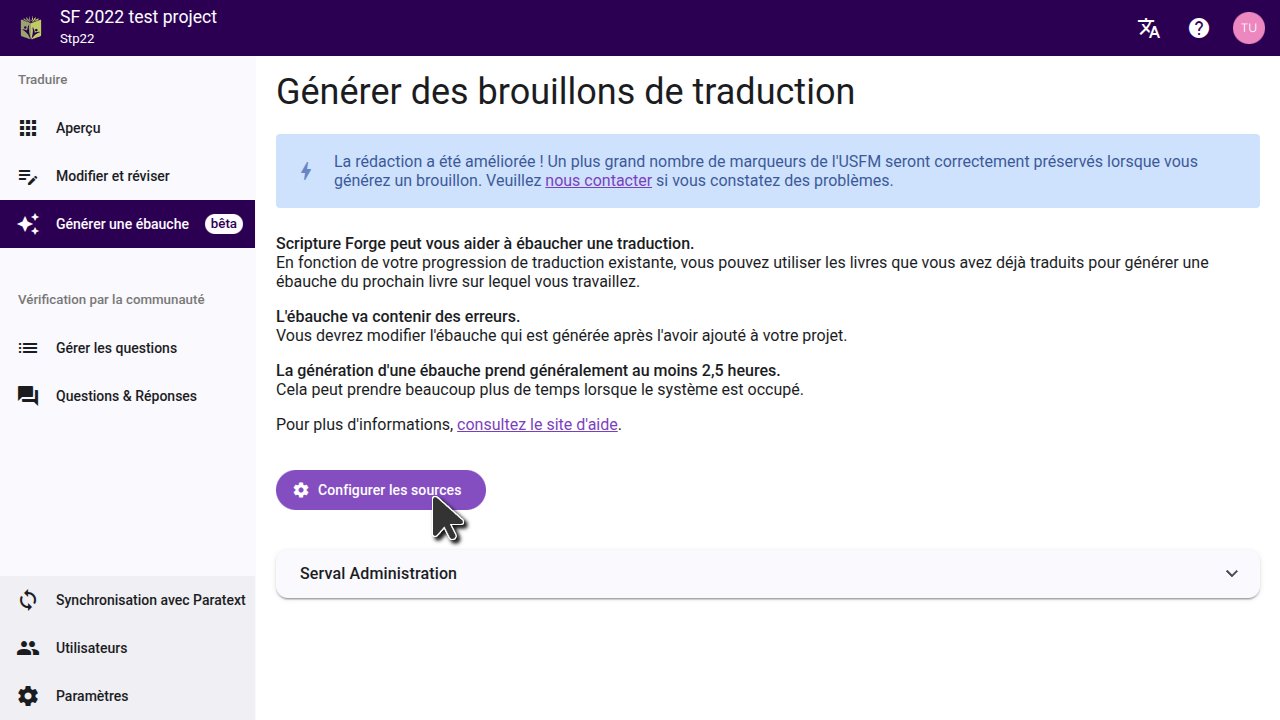 SF 2022 test project
Stp22
TU
Traduire
Aperçu
Modifier et réviser
Générer une ébauche
bêta
Vérification par la communauté
Gérer les questions
Questions & Réponses
Synchronisation avec Paratext
Utilisateurs
Paramètres
Générer des brouillons de traduction
La rédaction a été améliorée ! Un plus grand nombre de marqueurs de l'USFM seront correctement préservés lorsque vous
générez un brouillon. Veuillez nous contacter si vous constatez des problèmes.
Scripture Forge peut vous aider à ébaucher une traduction.
En fonction de votre progression de traduction existante, vous pouvez utiliser les livres que vous avez déjà traduits pour générer une
ébauche du prochain livre sur lequel vous travaillez.
L'ébauche va contenir des erreurs.
Vous devrez modifier l'ébauche qui est générée après l'avoir ajouté à votre projet.
La génération d'une ébauche prend généralement au moins 2,5 heures.
Cela peut prendre beaucoup plus de temps lorsque le système est occupé.
Pour plus d'informations, consultez le site d'aide.
Configurer les sources
Serval Administration